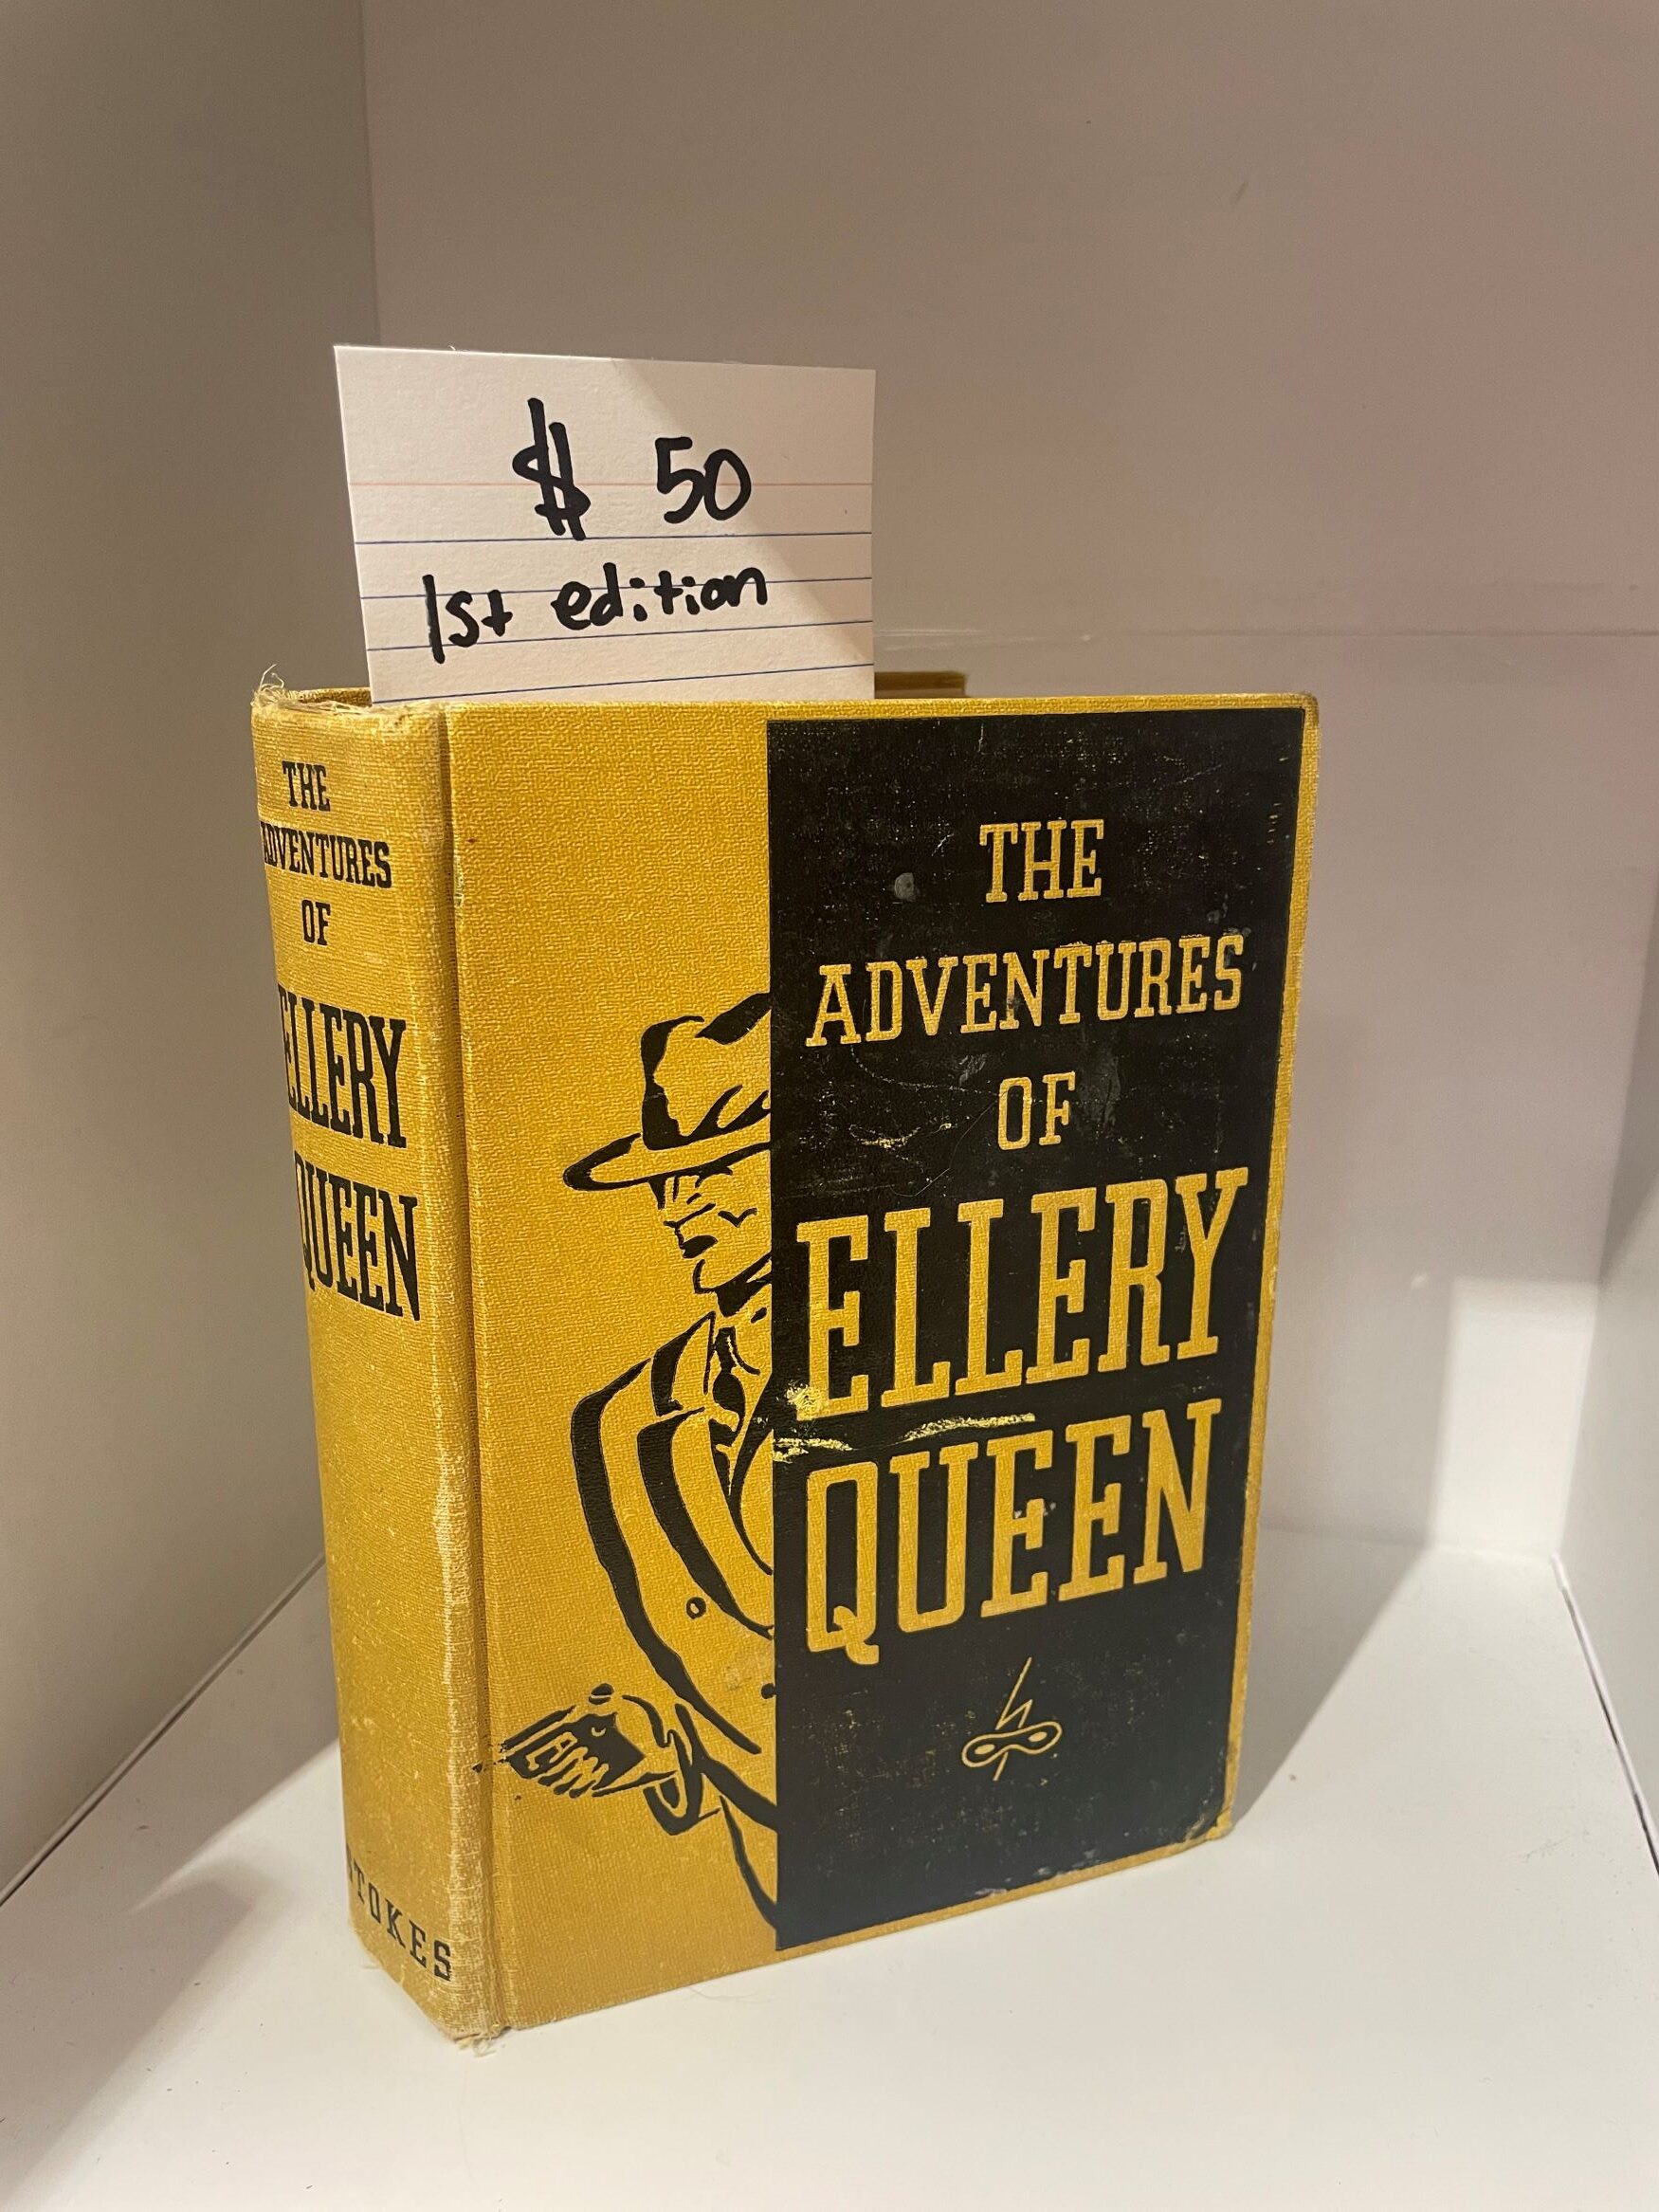 $ 50
1st edition
THE
ADVENTURES
OF
ELLERY
QUEEN
STOKES
THE
ADVENTURES
OF
ELLERY
QUEEN